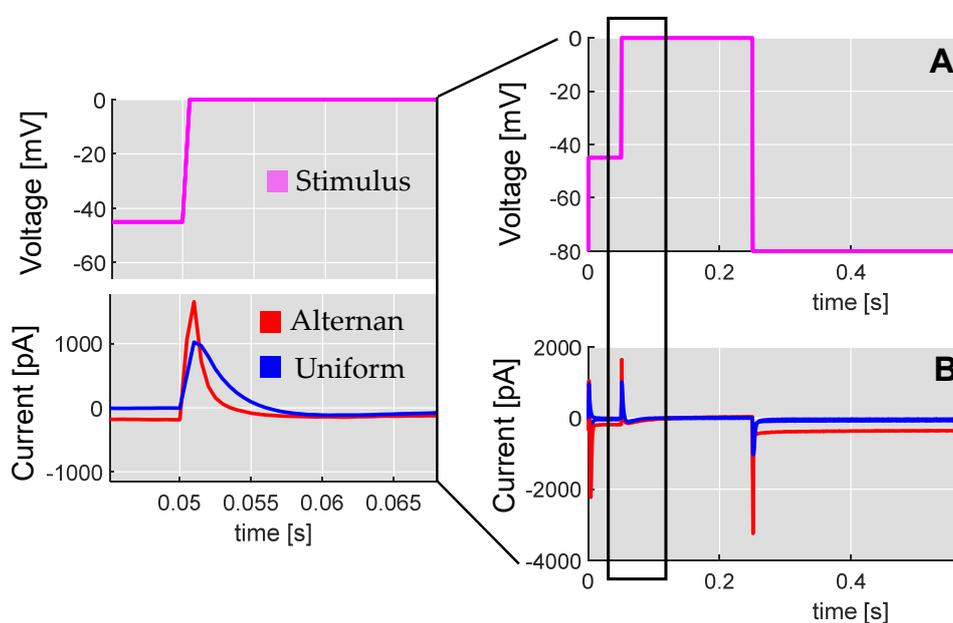 0
-20
-40
-60
Voltage [mV]
Stimulus
1000
0
-1000
Current [pA]
Alternan
Uniform
0.05 0.055 0.06 0.065
time [s]
A
0
-20
-40
-60
-80
Voltage [mV]
0 0.2 0.4
time [s]
B
2000
0
-2000
-4000
Current [pA]
0 0.2 0.4
time [s]